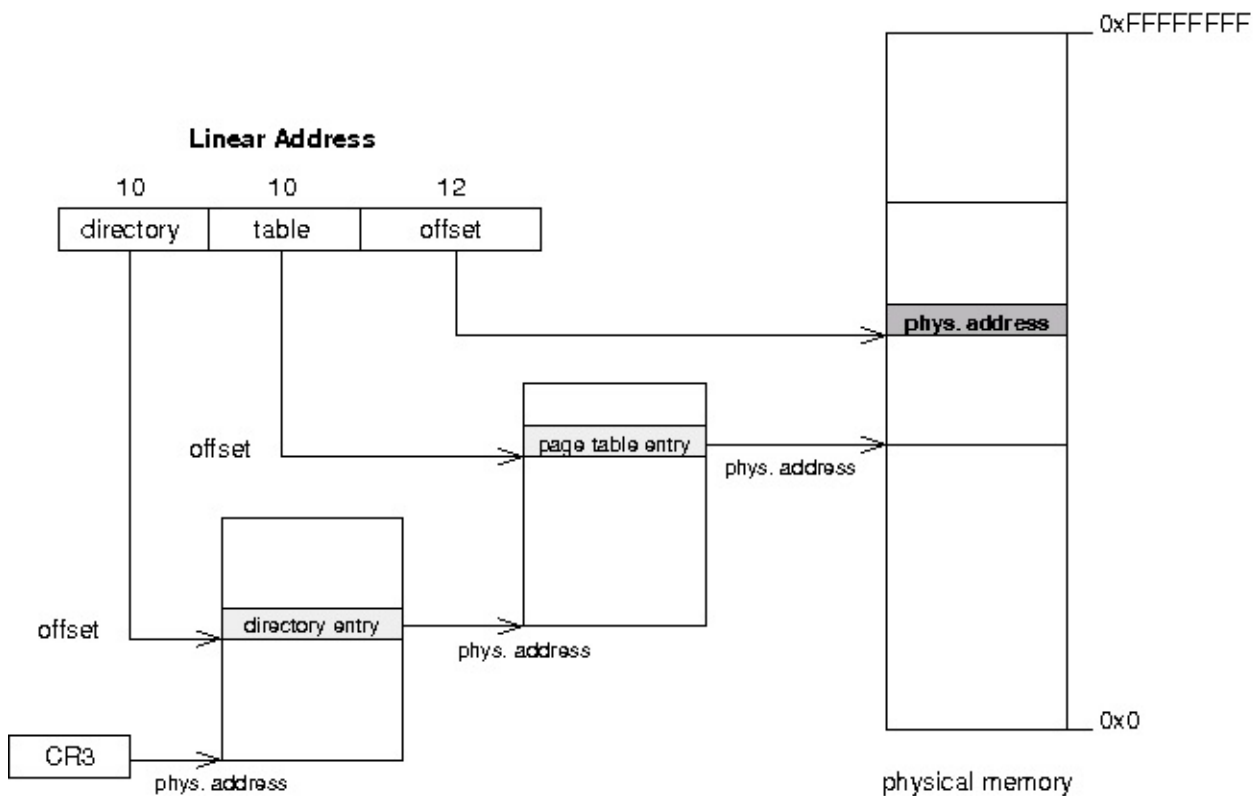 0xFFFFFFFF
Linear Address
10 10 12
directory table offset
phys. address
offset
page table entry
phys. address
offset
directory entry
phys. address
0x0
CR3
phys. address
physical memory